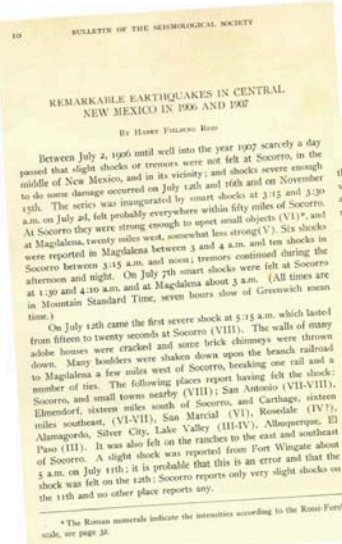 10 BULLETIN OF THE SEISMOLOGICAL SOCIETY
REMARKABLE EARTHQUAKES IN CENTRAL
NEW MEXICO IN 1906 AND 1907
BY HARRY FIELDING REID
Between July 2, 1906 until well into the year 1907 scarcely a day
passed that slight shocks or tremors were not felt at Socorro, in the
middle of New Mexico, and in its vicinity; and shocks severe enough
to do some damage occurred on July 12th and 16th and on November
15th. The series was inaugurated by smart shocks at 3:15 and 3:30
a.m. on July 2d, felt probably everywhere within fifty miles of Socorro.
At Socorro they were strong enough to upset small objects (VI)*, and
at Magdalena, twenty miles west, somewhat less strong (V). Six shocks
were reported in Magdalena between 3 and 4 a.m. and ten shocks in
Socorro between 3:15 a.m. and noon; tremors continued during the
afternoon and night. On July 7th smart shocks were felt at Socorro
at 1:30 and 4:10 a.m. and at Magdalena about 3 a.m. (All times are
in Mountain Standard Time, seven hours slow of Greenwich mean
time.)
On July 12th came the first severe shock at 5:15 a.m. which lasted
from fifteen to twenty seconds at Socorro (VIII). The walls of many
adobe houses were cracked and some brick chimneys were thrown
down. Many boulders were shaken down upon the branch railroad
to Magdalena a few miles west of Socorro, breaking one rail and a
number of ties. The following places report having felt the shock:
Socorro, and small towns nearby (VIII); San Antonio (VII-VIII),
Elmendorf, sixteen miles south of Socorro, and Carthage, sixteen
miles southeast, (VI-VII), San Marcial (VI), Rosedale (IV?),
Alamagordo, Silver City, Lake Valley (III-IV), Albuquerque, El
Paso (III). It was also felt on the ranches to the east and southeast
of Socorro. A slight shock was reported from Fort Wingate about
5 a.m. on July 11th; it is probable that this is an error and that the
shock was felt on the 12th; Socorro reports only very slight shocks on
the 11th and no other place reports any.
* The Roman numerals indicate the intensities according to the Rossi-Forel
scale, see page 32.